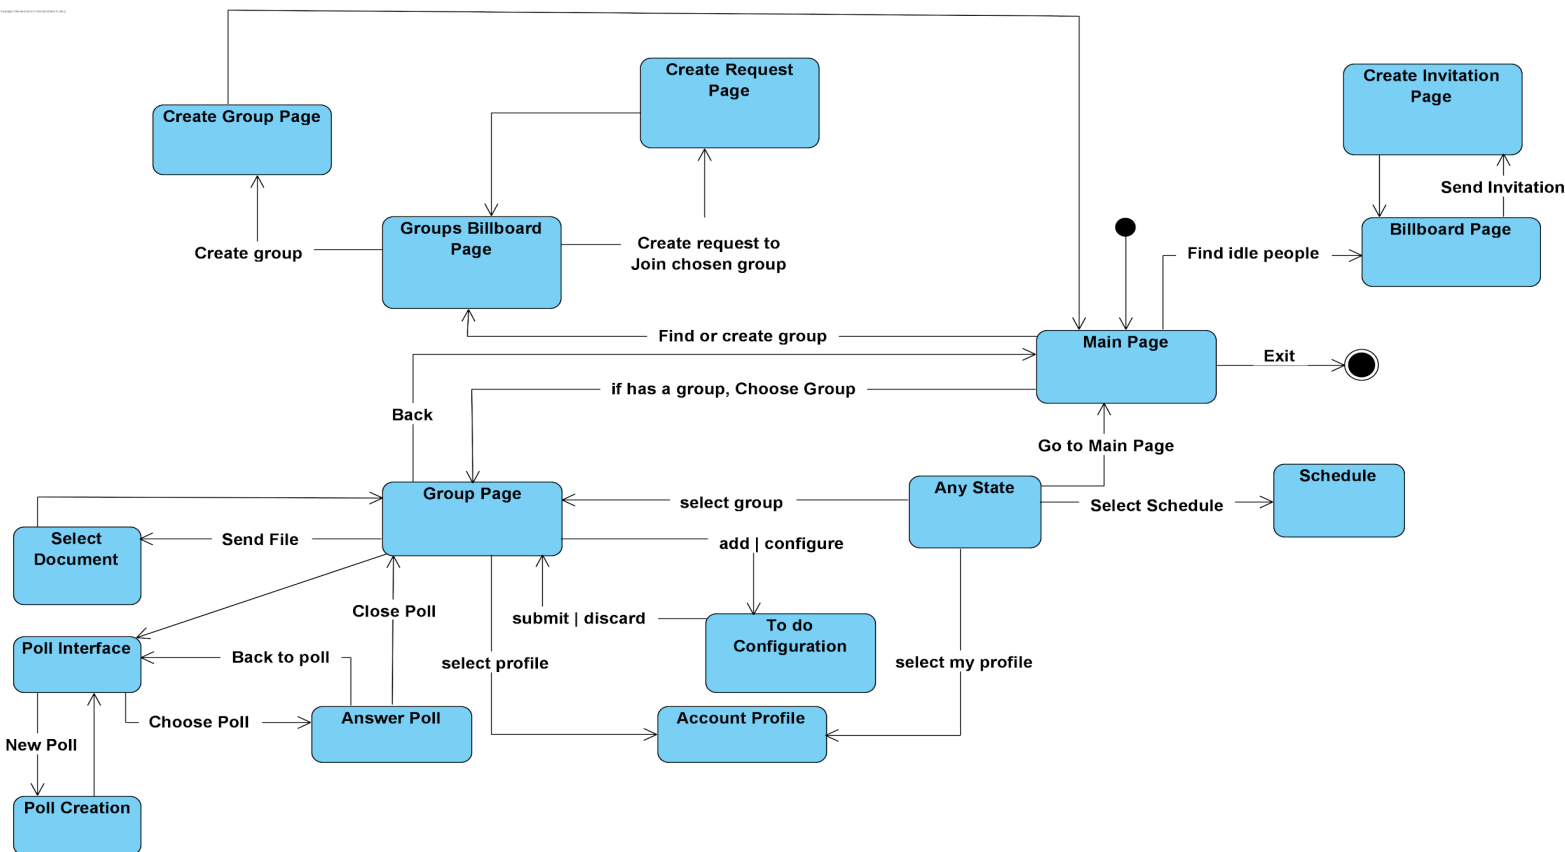 Create Request
Page
Create Invitation
Page
Create Group Page
Send Invitation
Groups Billboard
Page
Billboard Page
Create group
Create request to
Join chosen group
Find idle people
Find or create group
Main Page
Exit
if has a group, Choose Group
Back
Go to Main Page
Group Page
Any State
Schedule
select group
Select Schedule
Select
Document
Send File
add | configure
Close Poll
submit | discard
To do
Configuration
Poll Interface
Back to poll
select profile
select my profile
Choose Poll
Answer Poll
Account Profile
New Poll
Poll Creation